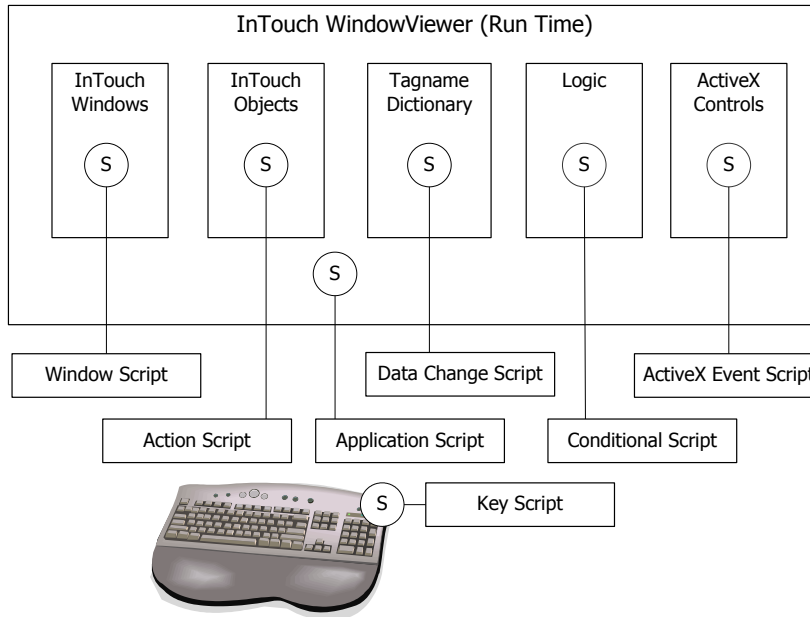 InTouch WindowViewer (Run Time)
InTouch
Windows
InTouch
Objects
Tagname
Dictionary
Logic
ActiveX
Controls
S
S
S
S
S
S
Window Script
Data Change Script
ActiveX Event Script
Action Script
Application Script
Conditional Script
S
Key Script